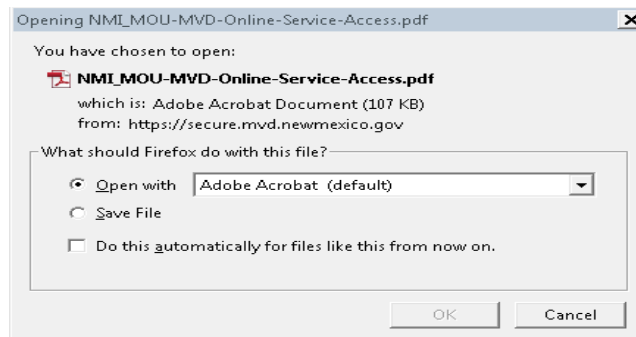 Opening NMI_MOU-MVD-Online-Service-Access.pdf
You have chosen to open:
NMI_MOU-MVD-Online-Service-Access.pdf
which is: Adobe Acrobat Document (107 KB)
from: https://secure.mvd.newmexico.gov
What should Firefox do with this file?
Open with Adobe Acrobat (default)
Save File
Do this automatically for files like this from now on.
OK Cancel